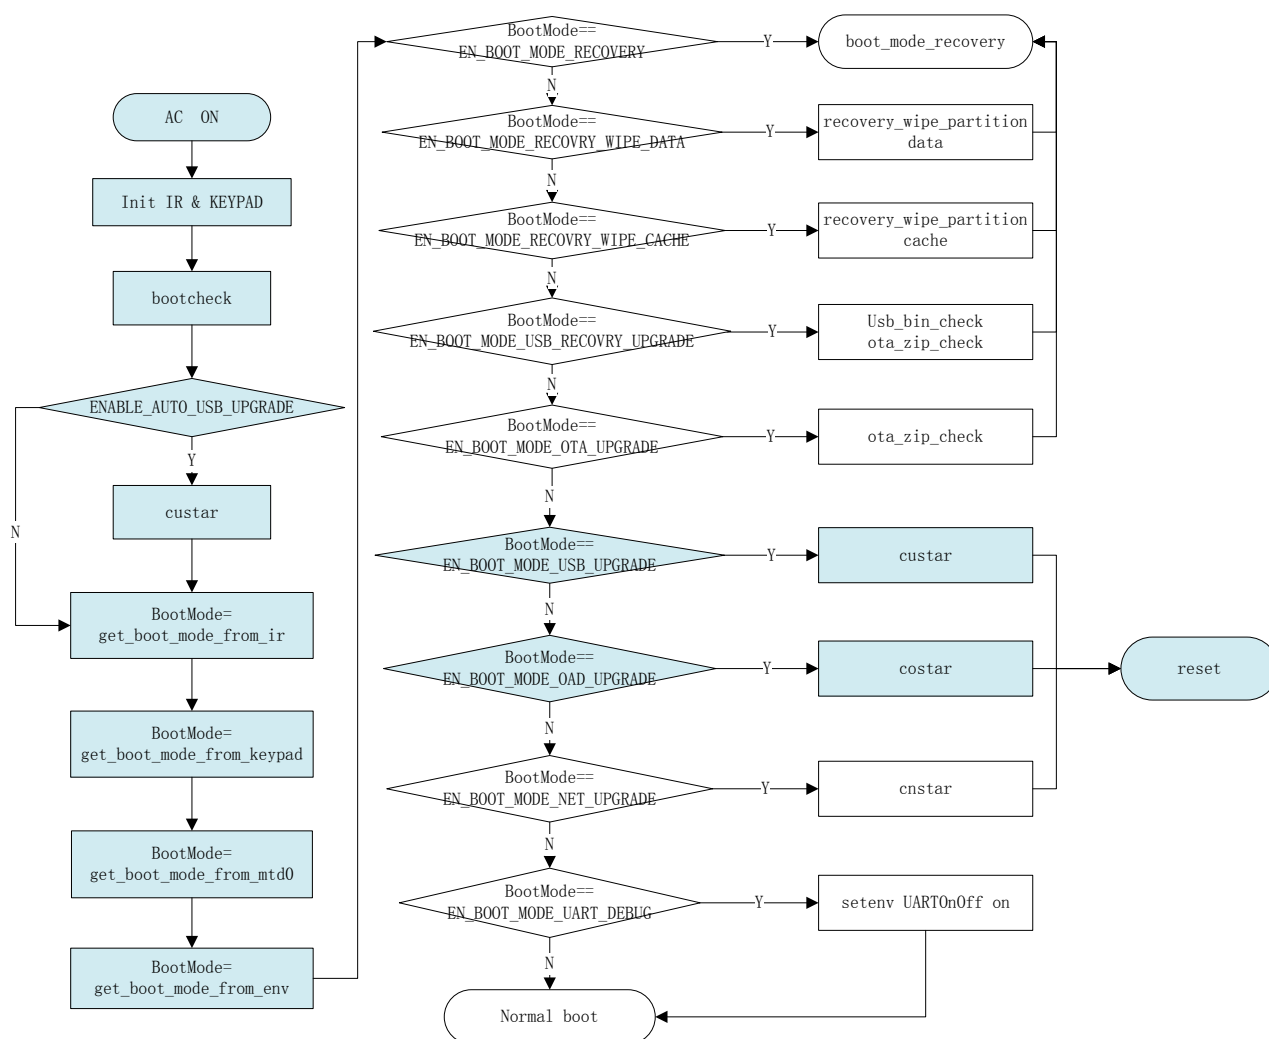 AC ON
Init IR & KEYPAD
bootcheck
ENABLE_AUTO_USB_UPGRADE
Y
N
custar
BootMode=
get_boot_mode_from_ir
BootMode=
get_boot_mode_from_keypad
BootMode=
get_boot_mode_from_mtd0
BootMode=
get_boot_mode_from_env
BootMode==
EN_BOOT_MODE_RECOVERY
Y
boot_mode_recovery
N
BootMode==
EN_BOOT_MODE_RECOVRY_WIPE_DATA
Y
recovery_wipe_partition
data
N
BootMode==
EN_BOOT_MODE_RECOVRY_WIPE_CACHE
Y
recovery_wipe_partition
cache
N
BootMode==
EN_BOOT_MODE_USB_RECOVRY_UPGRADE
Y
Usb_bin_check
ota_zip_check
N
BootMode==
EN_BOOT_MODE_OTA_UPGRADE
Y
ota_zip_check
N
BootMode==
EN_BOOT_MODE_USB_UPGRADE
Y
custar
N
BootMode==
EN_BOOT_MODE_OAD_UPGRADE
Y
costar
reset
N
BootMode==
EN_BOOT_MODE_NET_UPGRADE
Y
cnstar
N
BootMode==
EN_BOOT_MODE_UART_DEBUG
Y
setenv UARTOnOff on
N
Normal boot